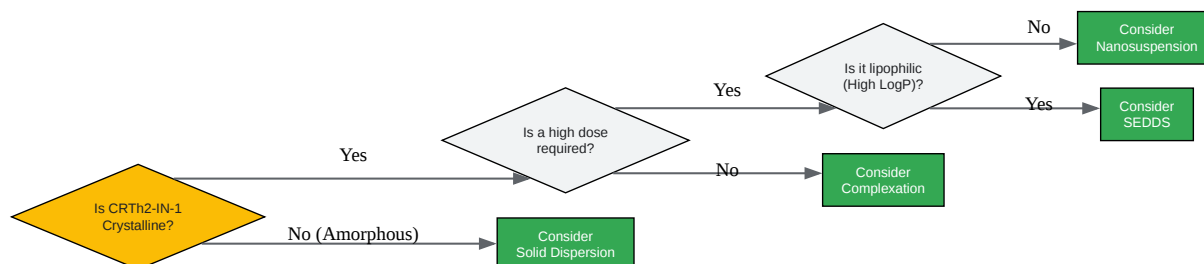 Is CRTh2-IN-1
Crystalline?
Yes
No (Amorphous)
Consider
Solid Dispersion
Is a high dose
required?
Yes
No
Consider
Complexation
Is it lipophilic
(High LogP)?
No
Consider
Nanosuspension
Yes
Consider
SEDDS